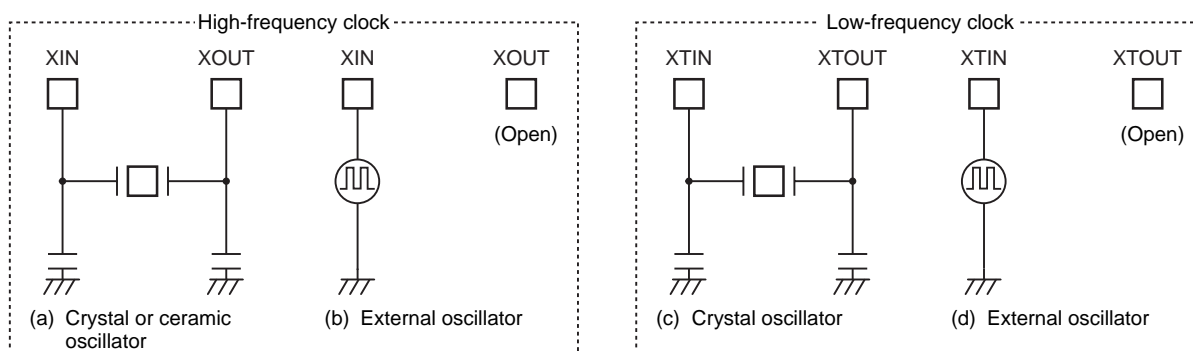 High-frequency clock
XIN XOUT XIN XOUT
(Open)
(a) Crystal or ceramic
oscillator
(b) External oscillator
Low-frequency clock
XTIN XTOUT XTIN XTOUT
(Open)
(c) Crystal oscillator
(d) External oscillator